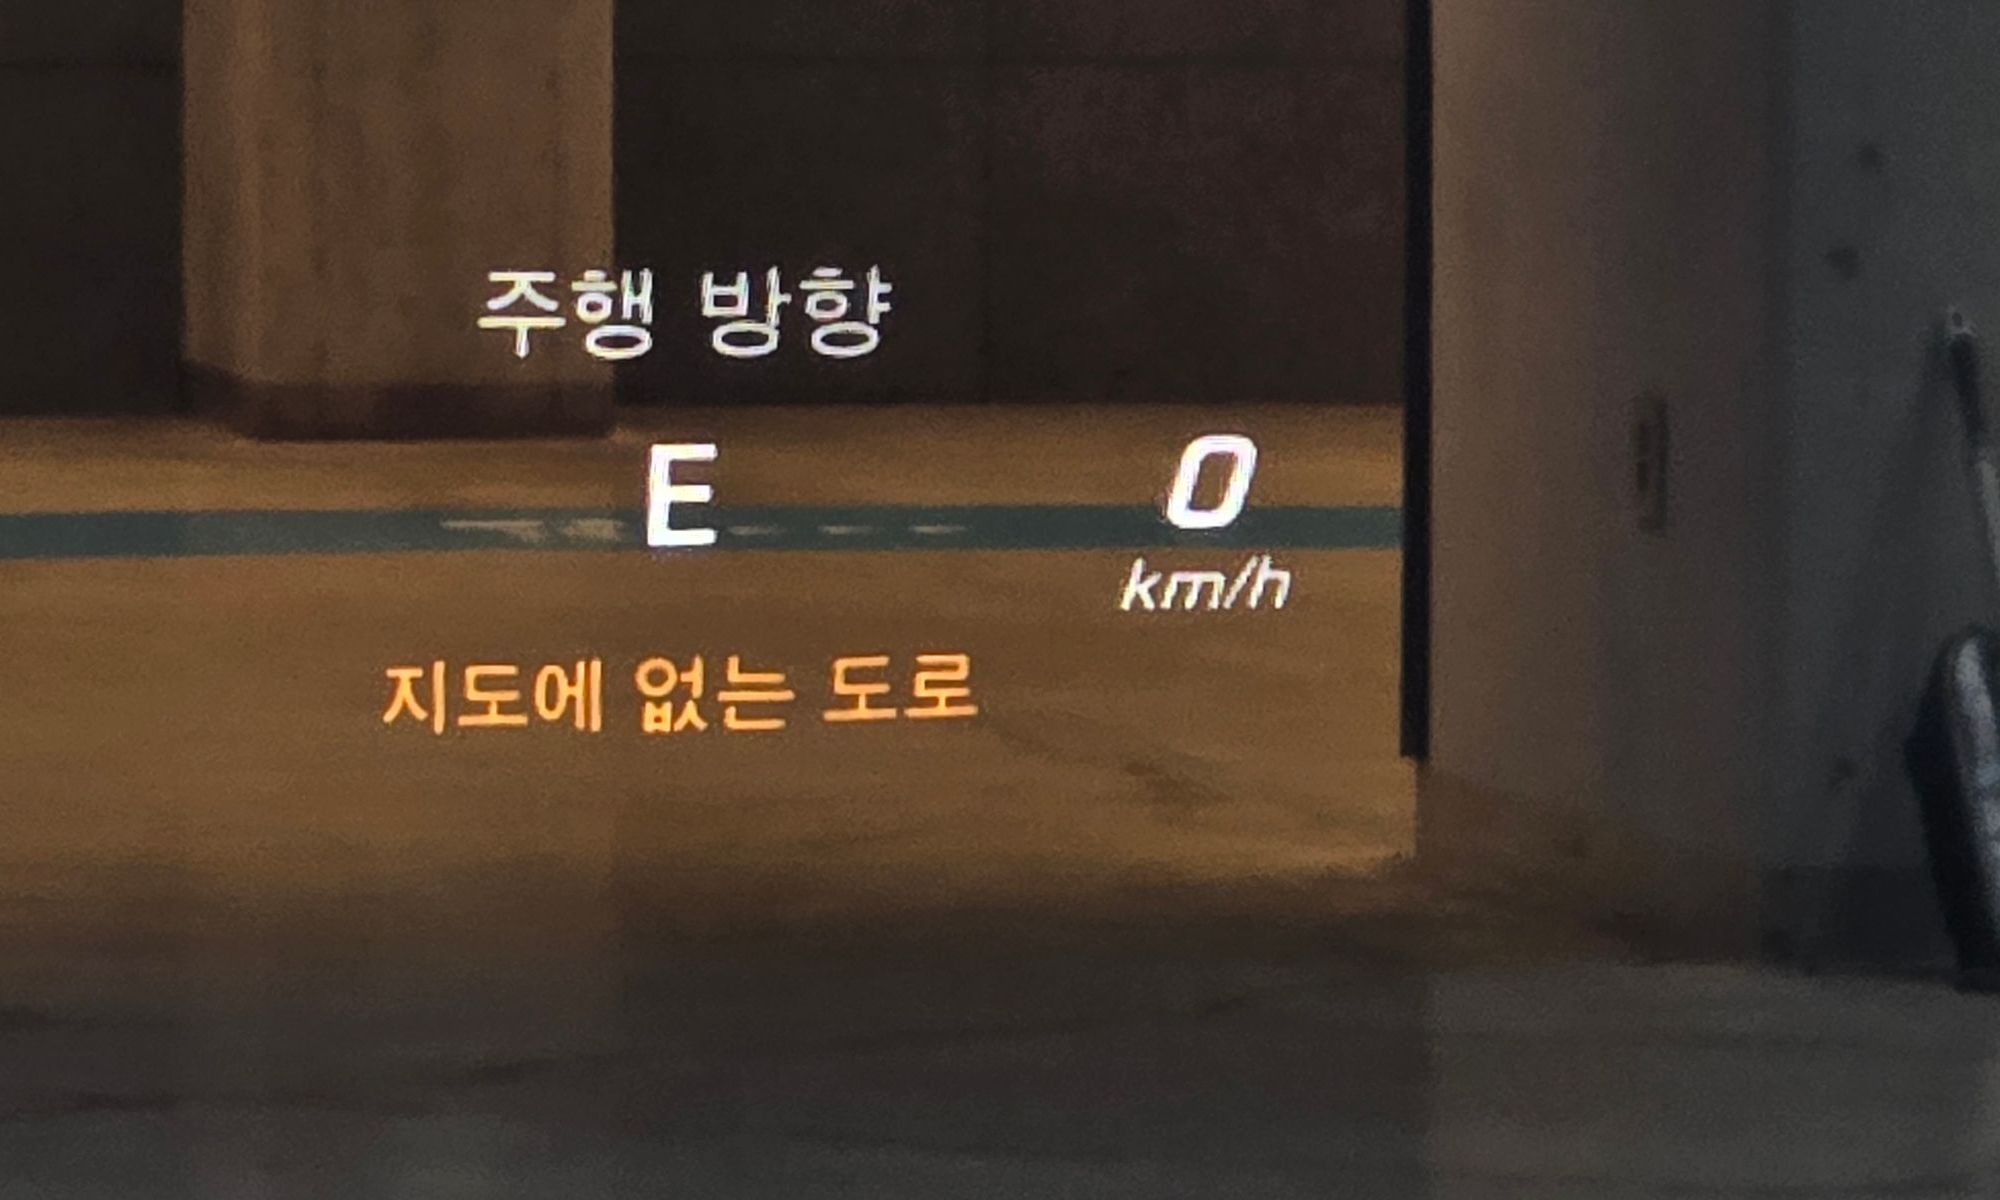 주행 방향
E
0
km/h
지도에 없는 도로